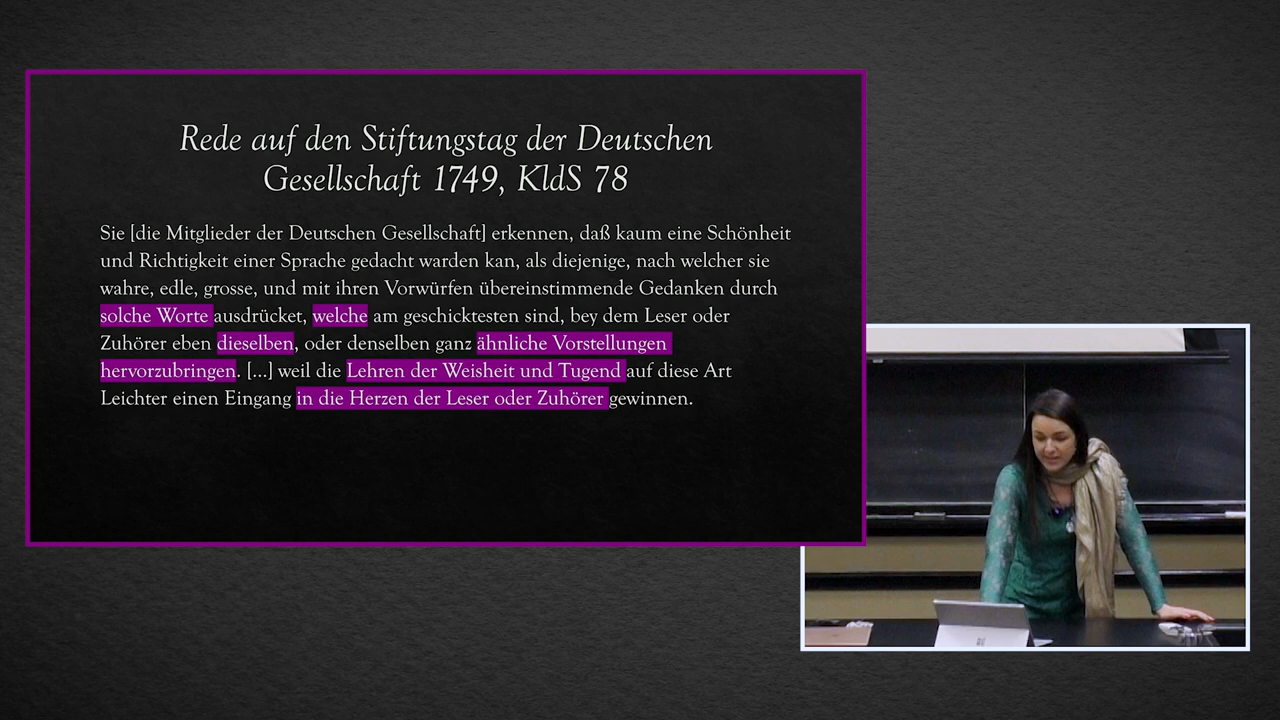 Rede auf den Stiftungstag der Deutschen
Gesellschaft 1749, KldS 78
Sie [die Mitglieder der Deutschen Gesellschaft] erkennen, daß kaum eine Schönheit
und Richtigkeit einer Sprache gedacht warden kan, als diejenige, nach welcher sie
wahre, edle, grosse, und mit ihren Vorwürfen übereinstimmende Gedanken durch
solche Worte ausdrücket, welche am geschicktesten sind, bey dem Leser oder
Zuhörer eben dieselben, oder denselben ganz ähnliche Vorstellungen
hervorzubringen. [...] weil die Lehren der Weisheit und Tugend auf diese Art
Leichter einen Eingang in die Herzen der Leser oder Zuhörer gewinnen.